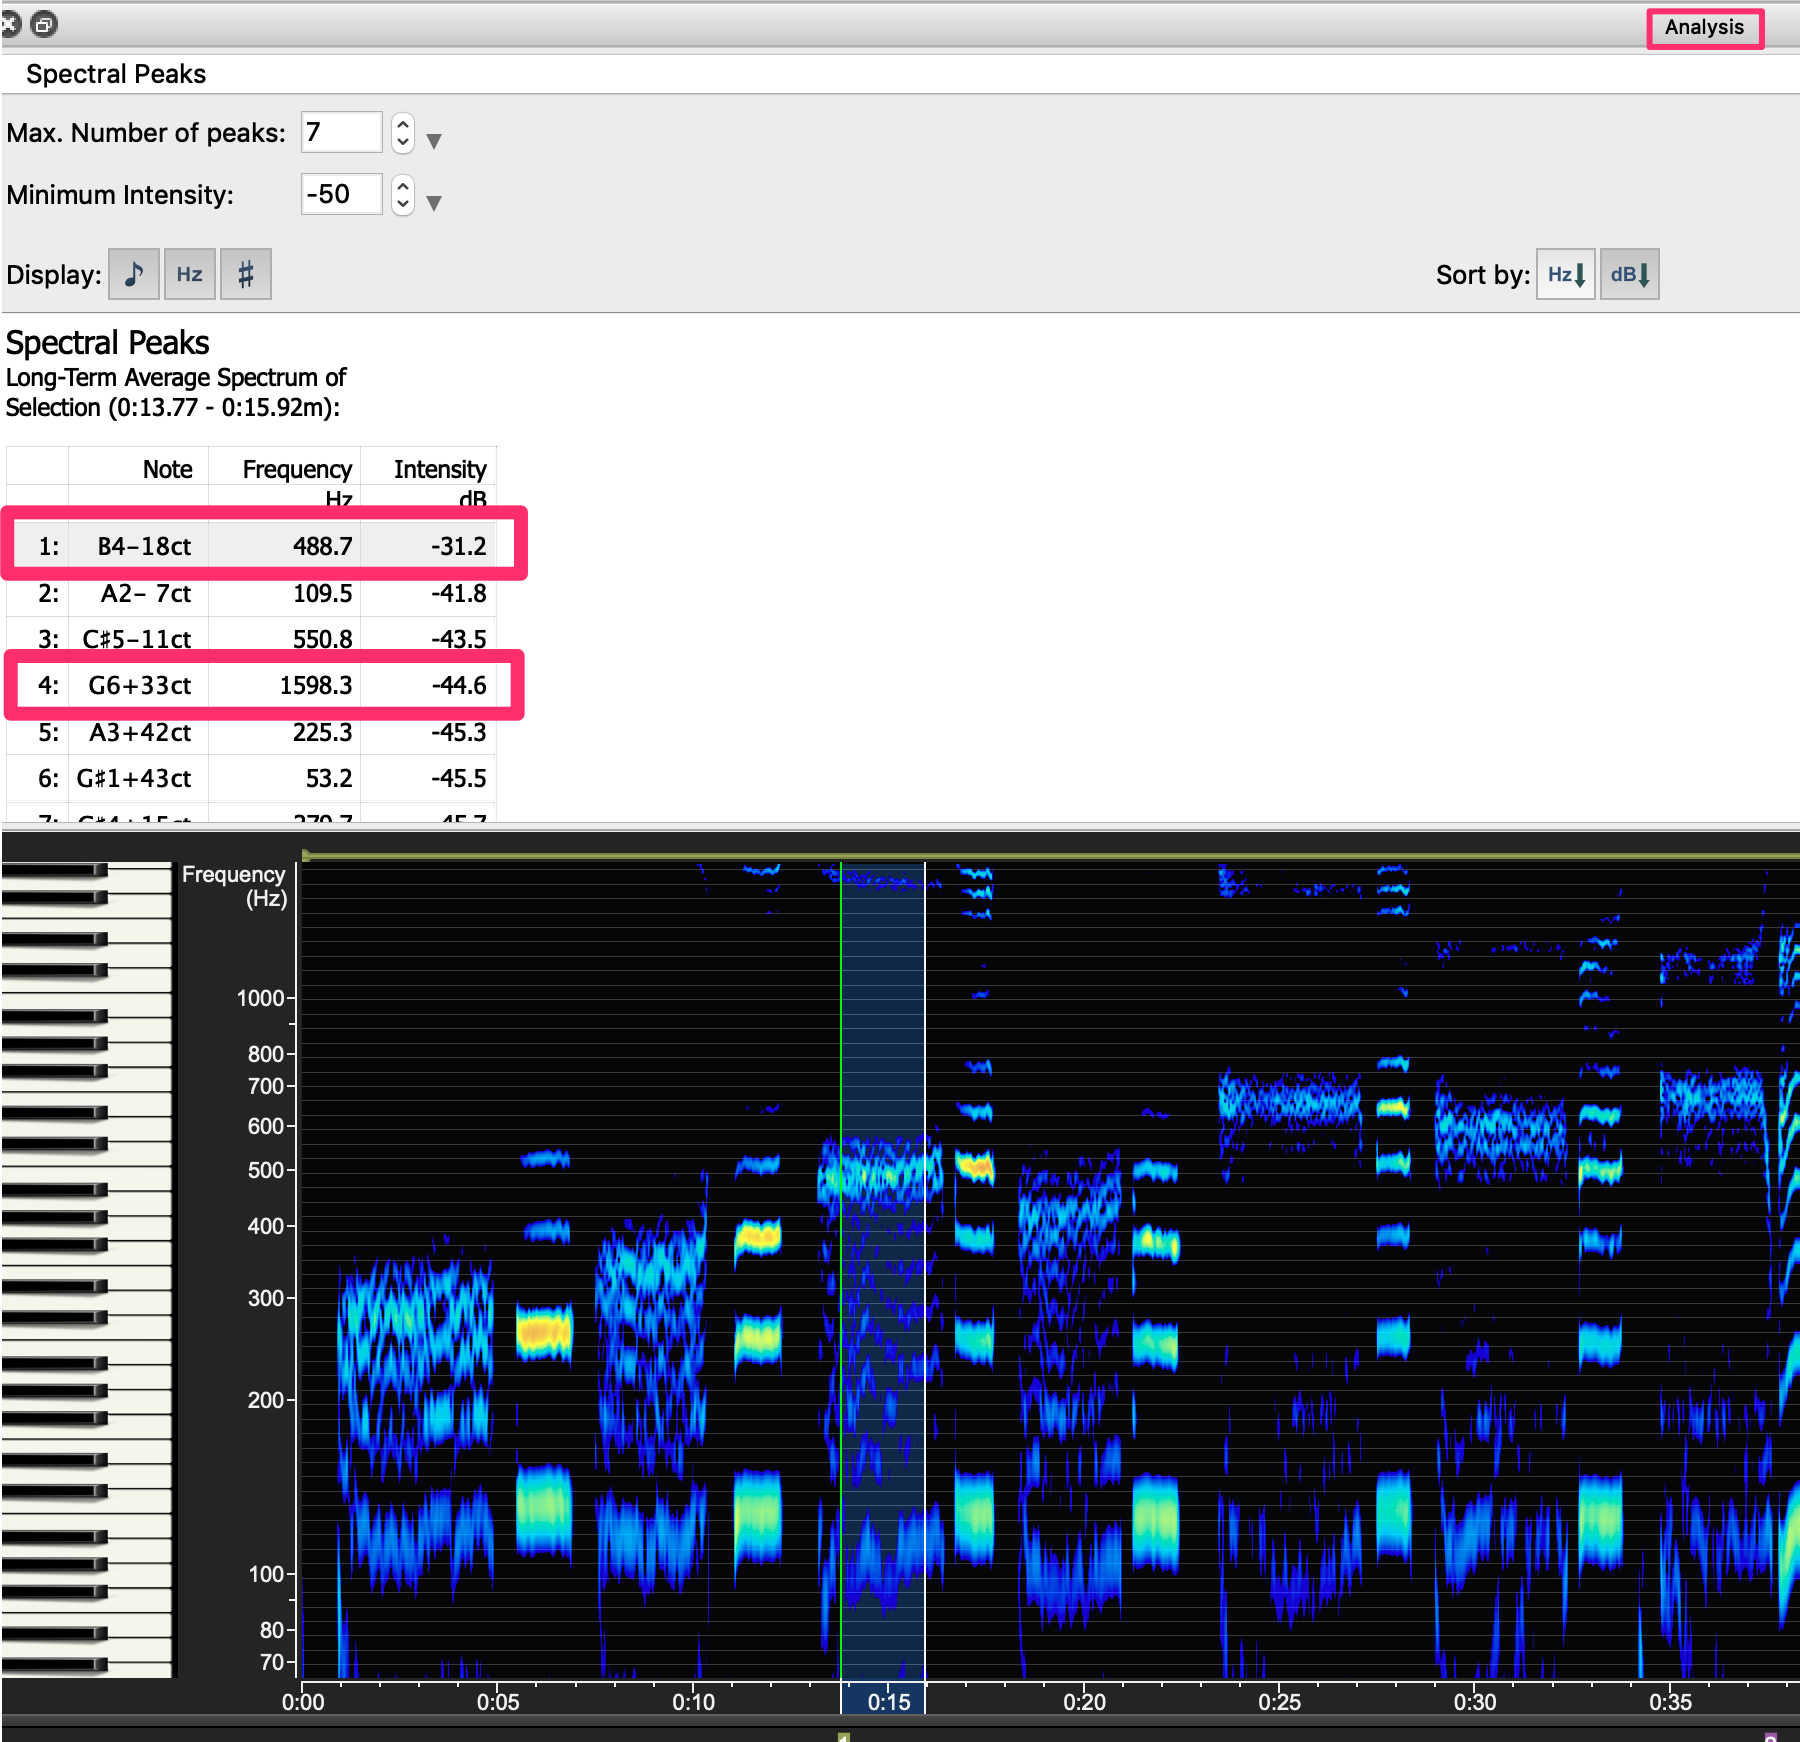 Analysis
Spectral Peaks
Max. Number of peaks: 7
Minimum Intensity: -50
Display: ♪ Hz ♯ Sort by: Hz dB
Spectral Peaks
Long-Term Average Spectrum of
Selection (0:13.77 - 0:15.92m):
Note Frequency Intensity
Hz dB
1: B4−18ct 488.7 -31.2
2: A2− 7ct 109.5 -41.8
3: C♯5−11ct 550.8 -43.5
4: G6+33ct 1598.3 -44.6
5: A3+42ct 225.3 -45.3
6: G♯1+43ct 53.2 -45.5
Frequency
(Hz)
1000
800
700
600
500
400
300
200
100
80
70
0:00 0:05 0:10 0:15 0:20 0:25 0:30 0:35